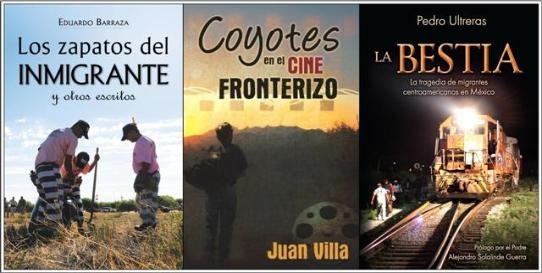 EDUARDO BARRAZA
Los zapatos del
INMIGRANTE
y otros escritos
Coyotes
en el CINE
FRONTERIZO
Juan Villa
Pedro Ultreras
LA BESTIA
La tragedia de migrantes
centroamericanos en México
Prólogo por el Padre
Alejandro Solalinde Guerra